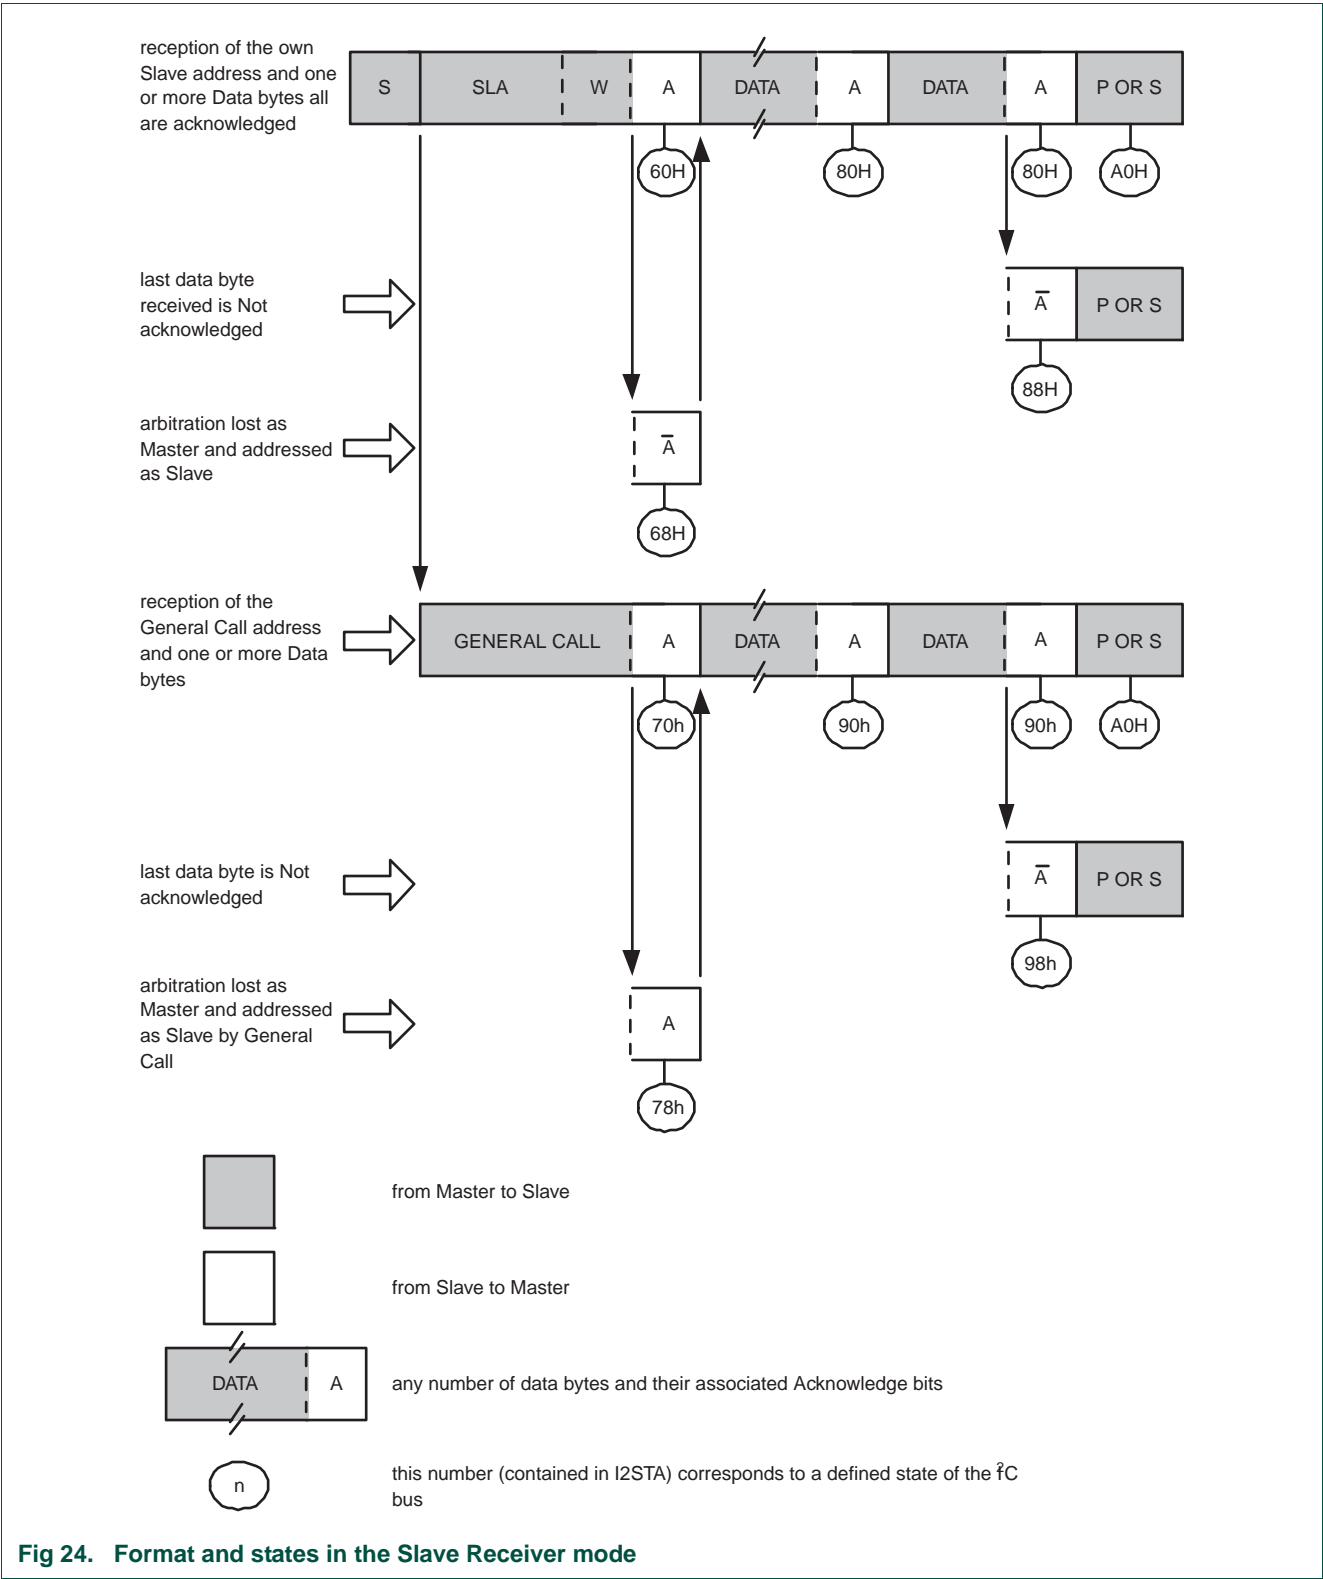 reception of the own
Slave address and one
or more Data bytes all
are acknowledged
S SLA W A DATA A DATA A P OR S
60H 80H 80H A0H
last data byte
received is Not
acknowledged
A̅ P OR S
88H
arbitration lost as
Master and addressed
as Slave
A̅
68H
reception of the
General Call address
and one or more Data
bytes
GENERAL CALL A DATA A DATA A P OR S
70h 90h 90h A0H
last data byte is Not
acknowledged
A̅ P OR S
98h
arbitration lost as
Master and addressed
as Slave by General
Call
A
78h
from Master to Slave
from Slave to Master
DATA A any number of data bytes and their associated Acknowledge bits
n
this number (contained in I2STA) corresponds to a defined state of the I²C
bus
Fig 24. Format and states in the Slave Receiver mode